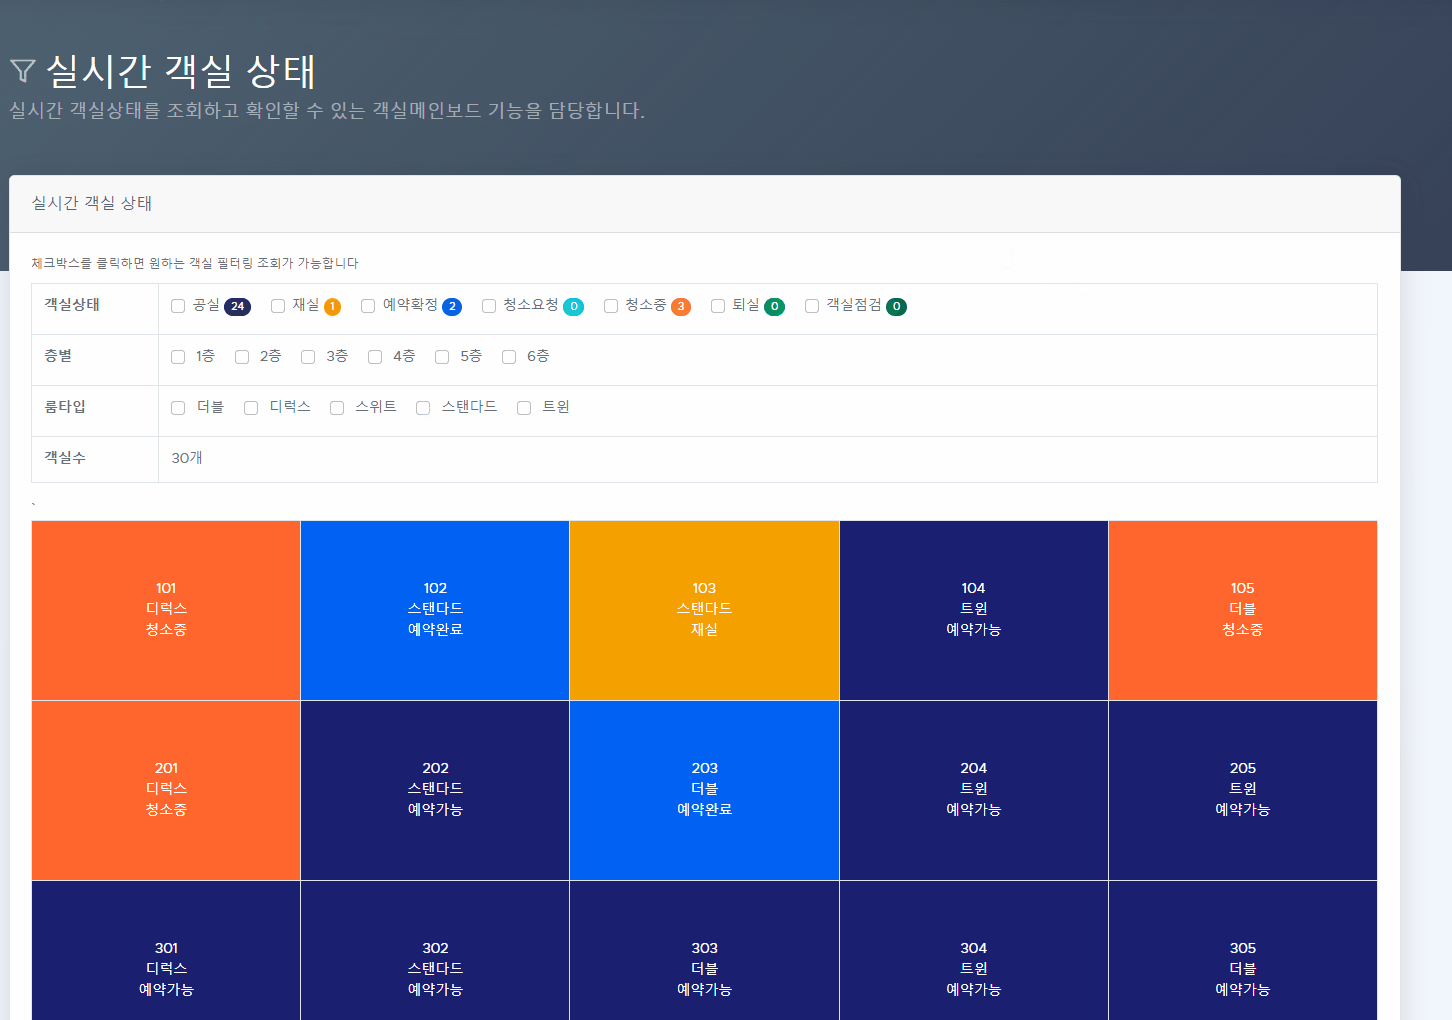 실시간 객실 상태
실시간 객실상태를 조회하고 확인할 수 있는 객실메인보드 기능을 담당합니다.
실시간 객실 상태
체크박스를 클릭하면 원하는 객실 필터링 조회가 가능합니다
객실상태 공실 24 재실 1 예약확정 2 청소요청 0 청소중 3 퇴실 0 객실점검 0
층별 1층 2층 3층 4층 5층 6층
룸타입 더블 디럭스 스위트 스탠다드 트윈
객실수 30개
`
101
디럭스
청소중
102
스탠다드
예약완료
103
스탠다드
재실
104
트윈
예약가능
105
더블
청소중
201
디럭스
청소중
202
스탠다드
예약가능
203
더블
예약완료
204
트윈
예약가능
205
트윈
예약가능
301
디럭스
예약가능
302
스탠다드
예약가능
303
더블
예약가능
304
트윈
예약가능
305
더블
예약가능